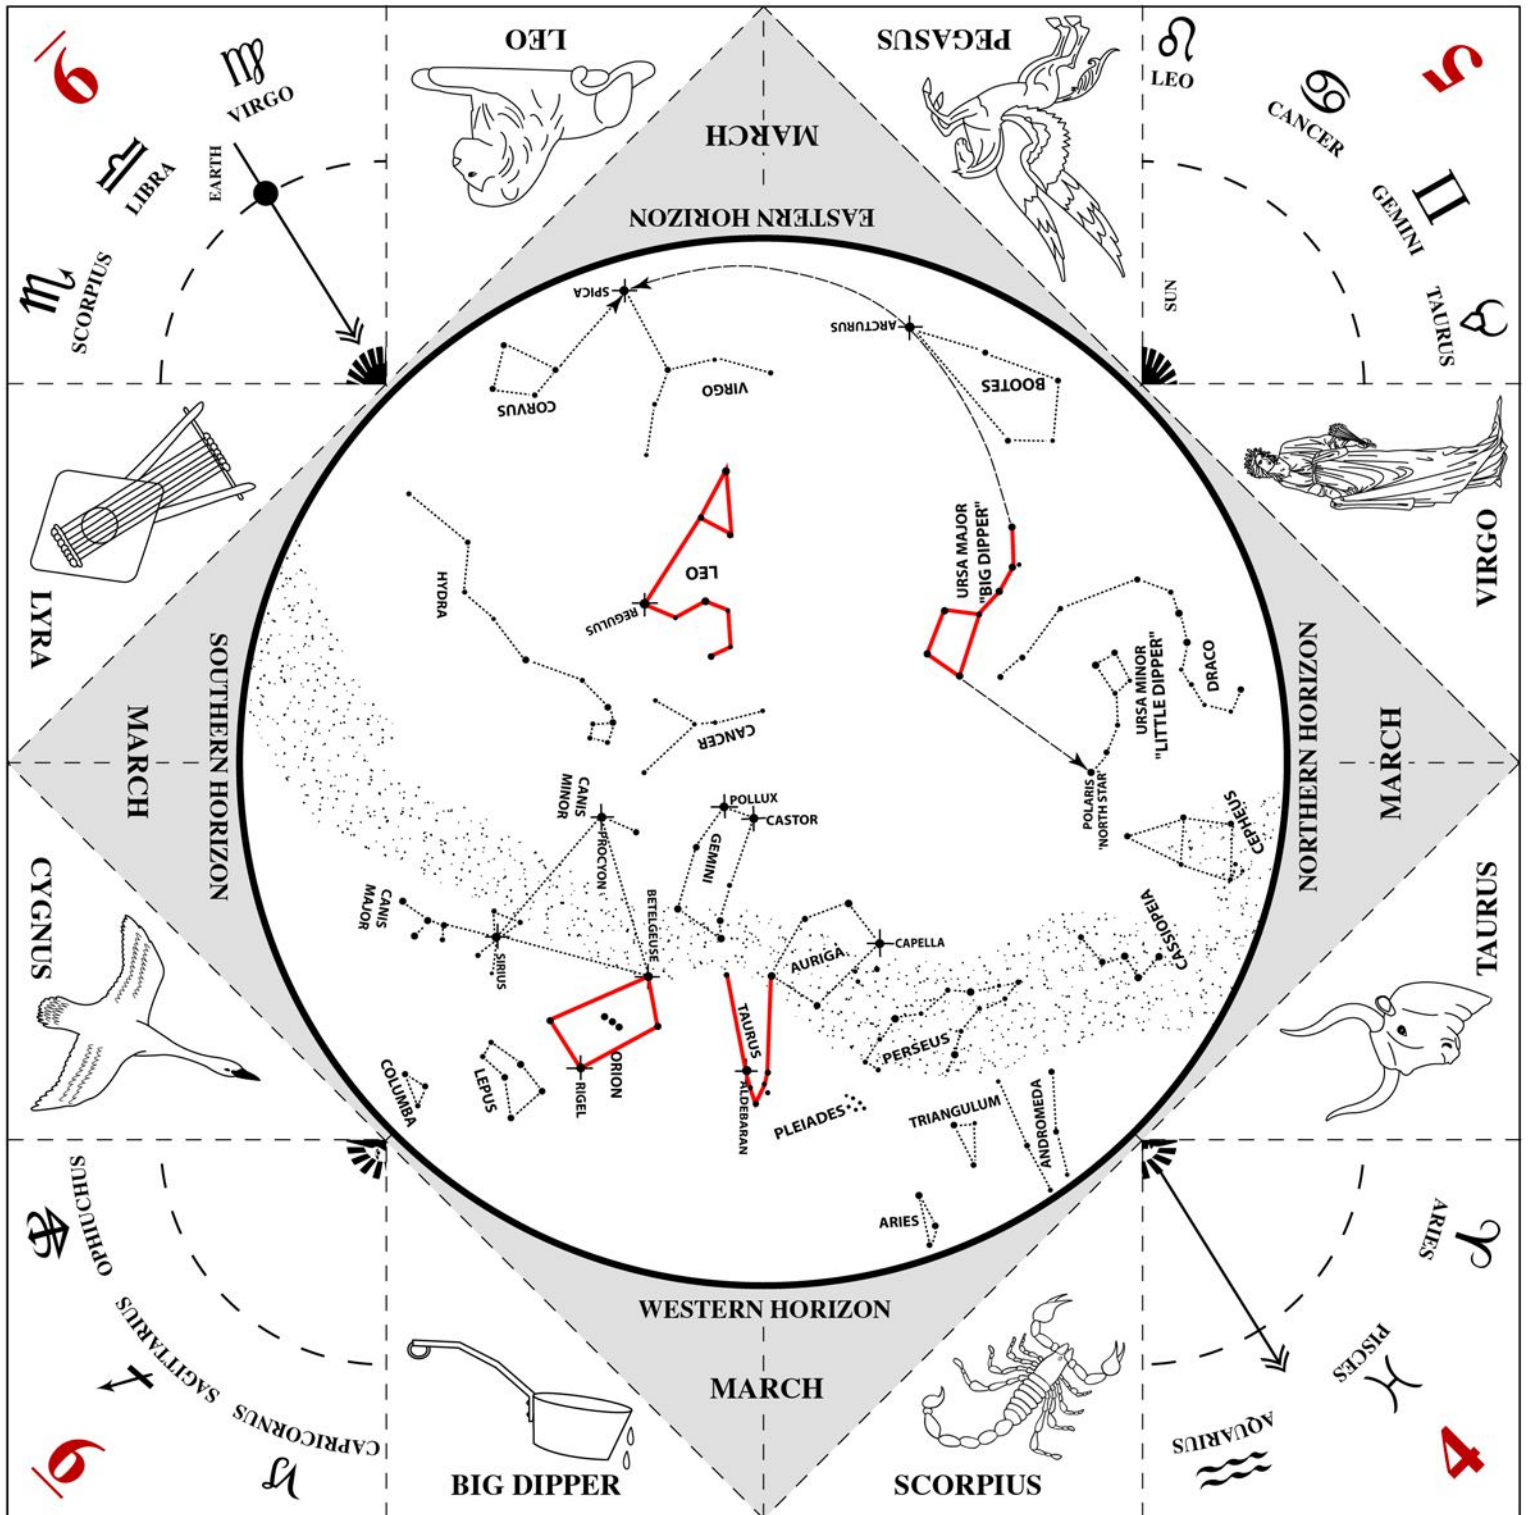 6
VIRGO
LIBRA
EARTH
SCORPIUS
LEO
PEGASUS
MARCH
EASTERN HORIZON
LEO
CANCER
5
GEMINI
TAURUS
SUN
LYRA
VIRGO
SOUTHERN HORIZON
MARCH
NORTHERN HORIZON
MARCH
CYGNUS
TAURUS
SPICA
ARCTURUS
CORVUS
VIRGO
BOOTES
HYDRA
LEO
REGULUS
URSA MAJOR
"BIG DIPPER"
URSA MINOR
"LITTLE DIPPER"
DRACO
CANCER
CANIS
MINOR
PROCYON
POLLUX
CASTOR
GEMINI
POLARIS
'NORTH STAR'
CEPHEUS
CANIS
MAJOR
SIRIUS
BETELGEUSE
AURIGA
CAPELLA
CASSIOPEIA
TAURUS
ALDEBARAN
ORION
RIGEL
LEPUS
COLUMBA
PERSEUS
PLEIADES
TRIANGULUM
ANDROMEDA
ARIES
WESTERN HORIZON
MARCH
OPHIUCHUS
SAGITTARIUS
CAPRICORNUS
6
BIG DIPPER
SCORPIUS
ARIES
PISCES
AQUARIUS
4